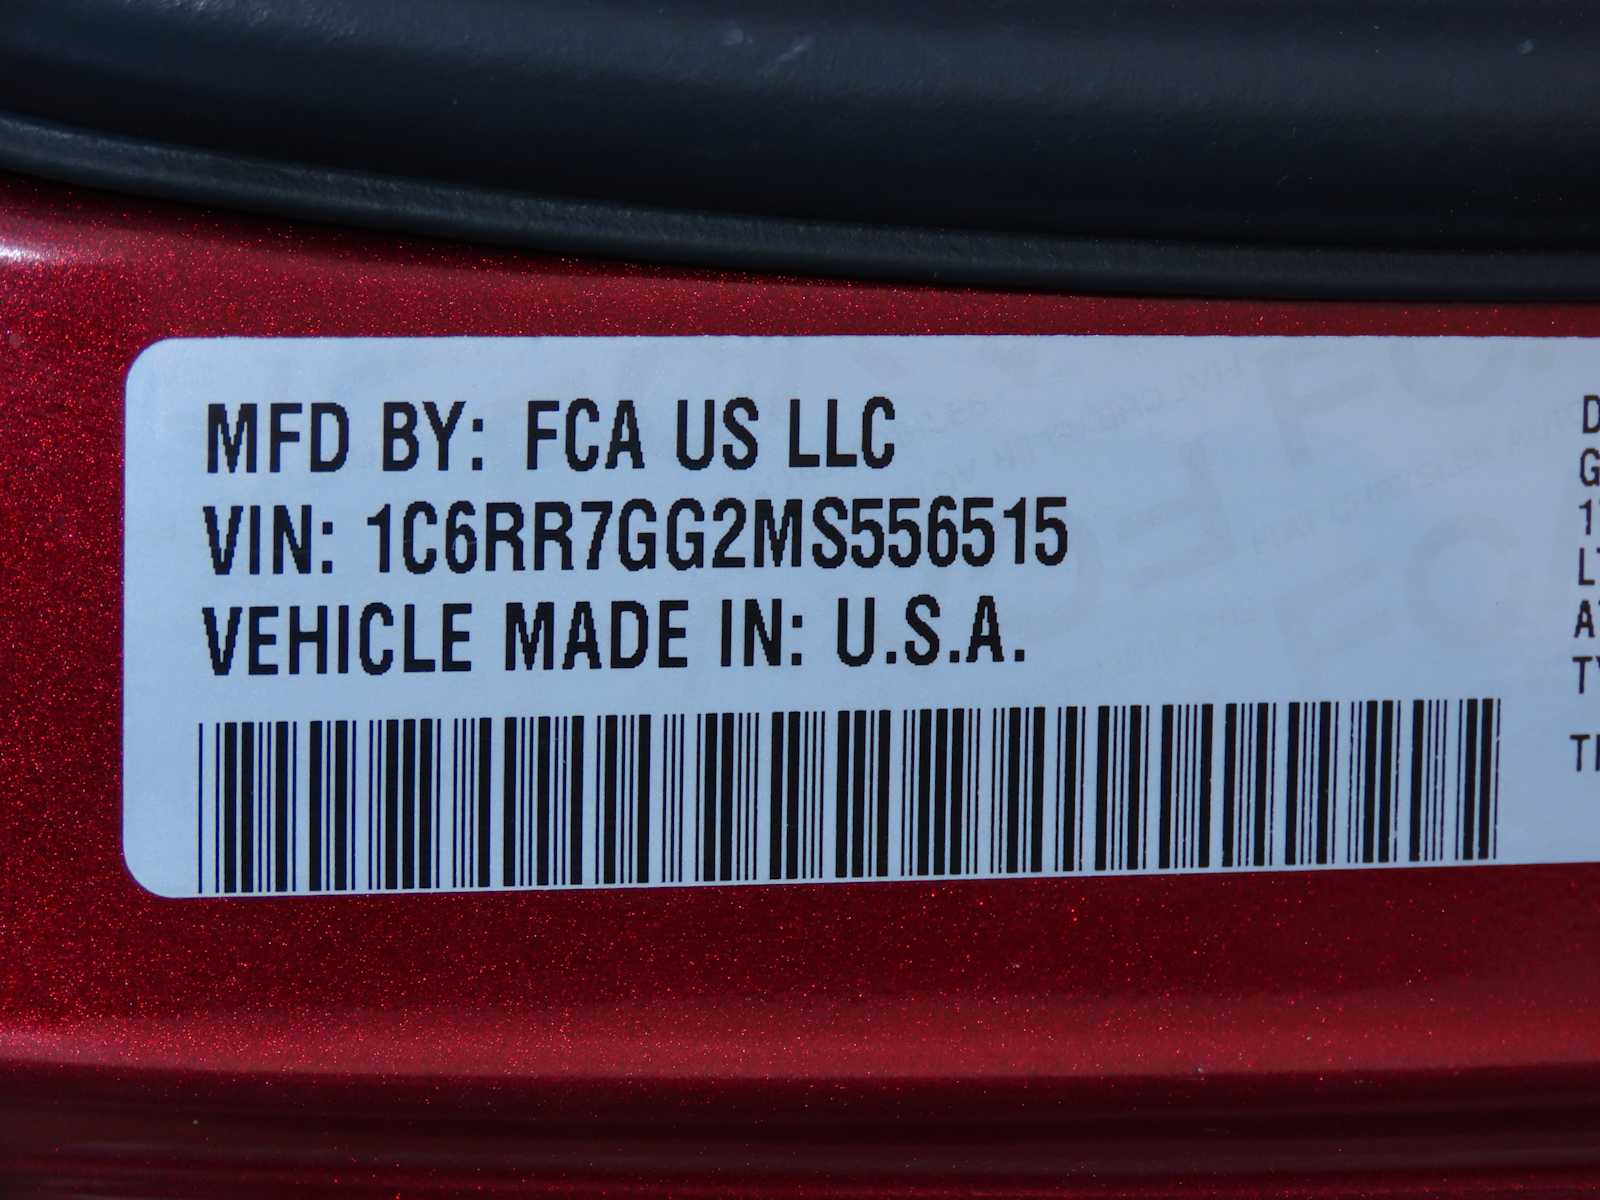 MFD BY: FCA US LLC
VIN: 1C6RR7GG2MS556515
VEHICLE MADE IN: U.S.A.